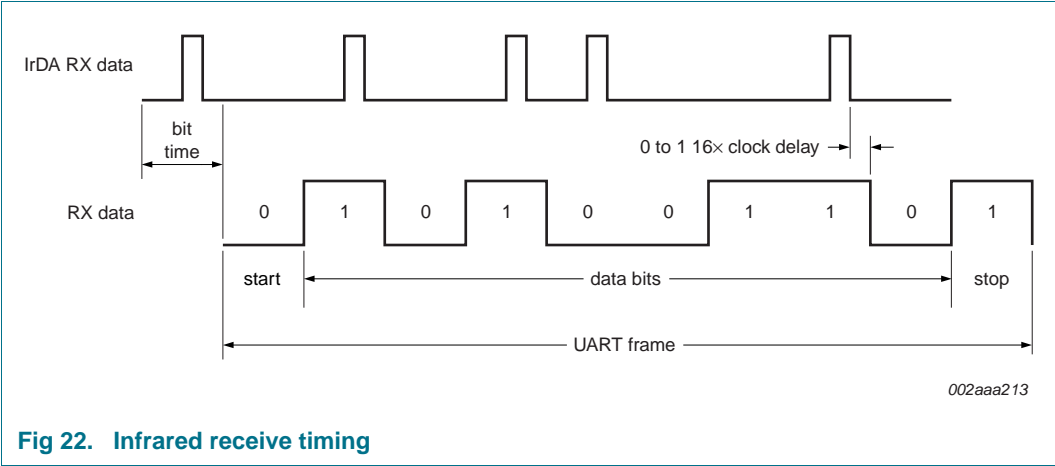 IrDA RX data
bit
time
0 to 1 16× clock delay
RX data
0 1 0 1 0 0 1 1 0 1
start
data bits
stop
UART frame
002aaa213
Fig 22. Infrared receive timing